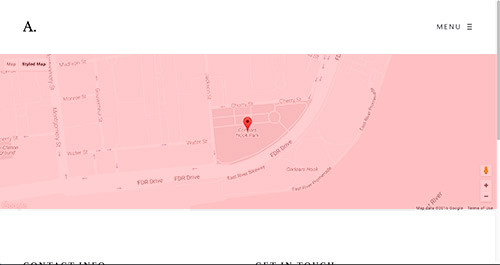 A.
MENU
Map
Styled Map
Madison St
Monroe St
Montgomery St
Gouverneur St
Jackson St
Water St
Water St
Cherry St
Cherry St
Corlears
Hook Park
FDR Drive
FDR Drive
FDR Drive
FDR
East River Bikeway
Corlears Hook
East River Promenade
East River Promenade
River
Map data ©2016 Google
Terms of Use
CONTACT INFO
GET IN TOUCH